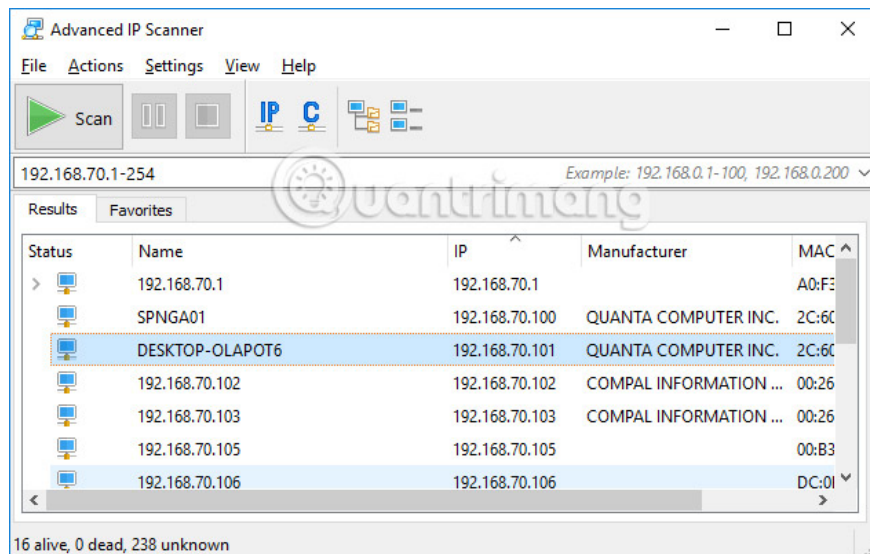 Advanced IP Scanner
File Actions Settings View Help
Scan IP C
192.168.70.1-254 Example: 192.168.0.1-100, 192.168.0.200
Quantrimang
Results Favorites
Status Name IP Manufacturer MAC
192.168.70.1 192.168.70.1 A0:F3
SPNGA01 192.168.70.100 QUANTA COMPUTER INC. 2C:60
DESKTOP-OLAPOT6 192.168.70.101 QUANTA COMPUTER INC. 2C:60
192.168.70.102 192.168.70.102 COMPAL INFORMATION ... 00:26
192.168.70.103 192.168.70.103 COMPAL INFORMATION ... 00:26
192.168.70.105 192.168.70.105 00:B3
192.168.70.106 192.168.70.106
16 alive, 0 dead, 238 unknown